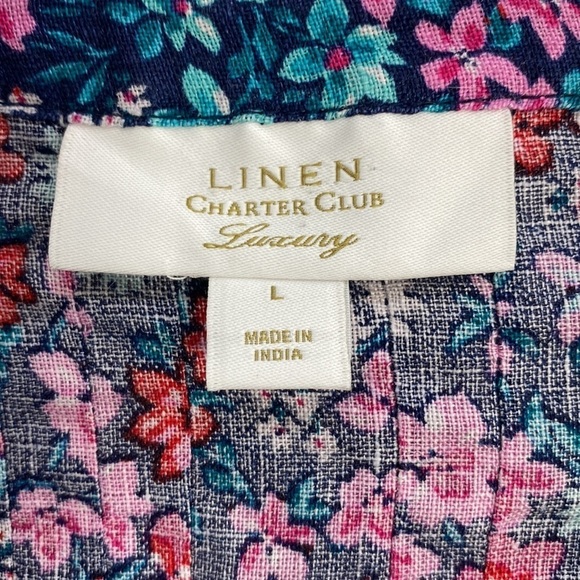 LINEN
CHARTER CLUB
Luxury
L
MADE IN
INDIA